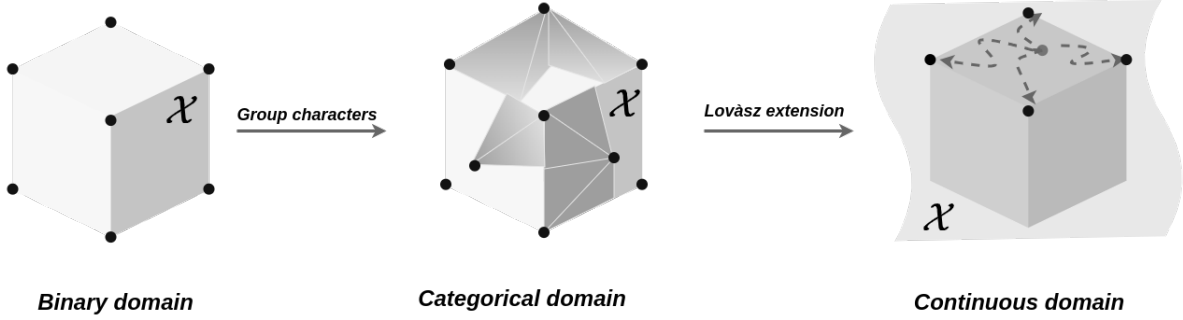 𝒳
Group characters
𝒳
Lovàsz extension
𝒳
Binary domain
Categorical domain
Continuous domain